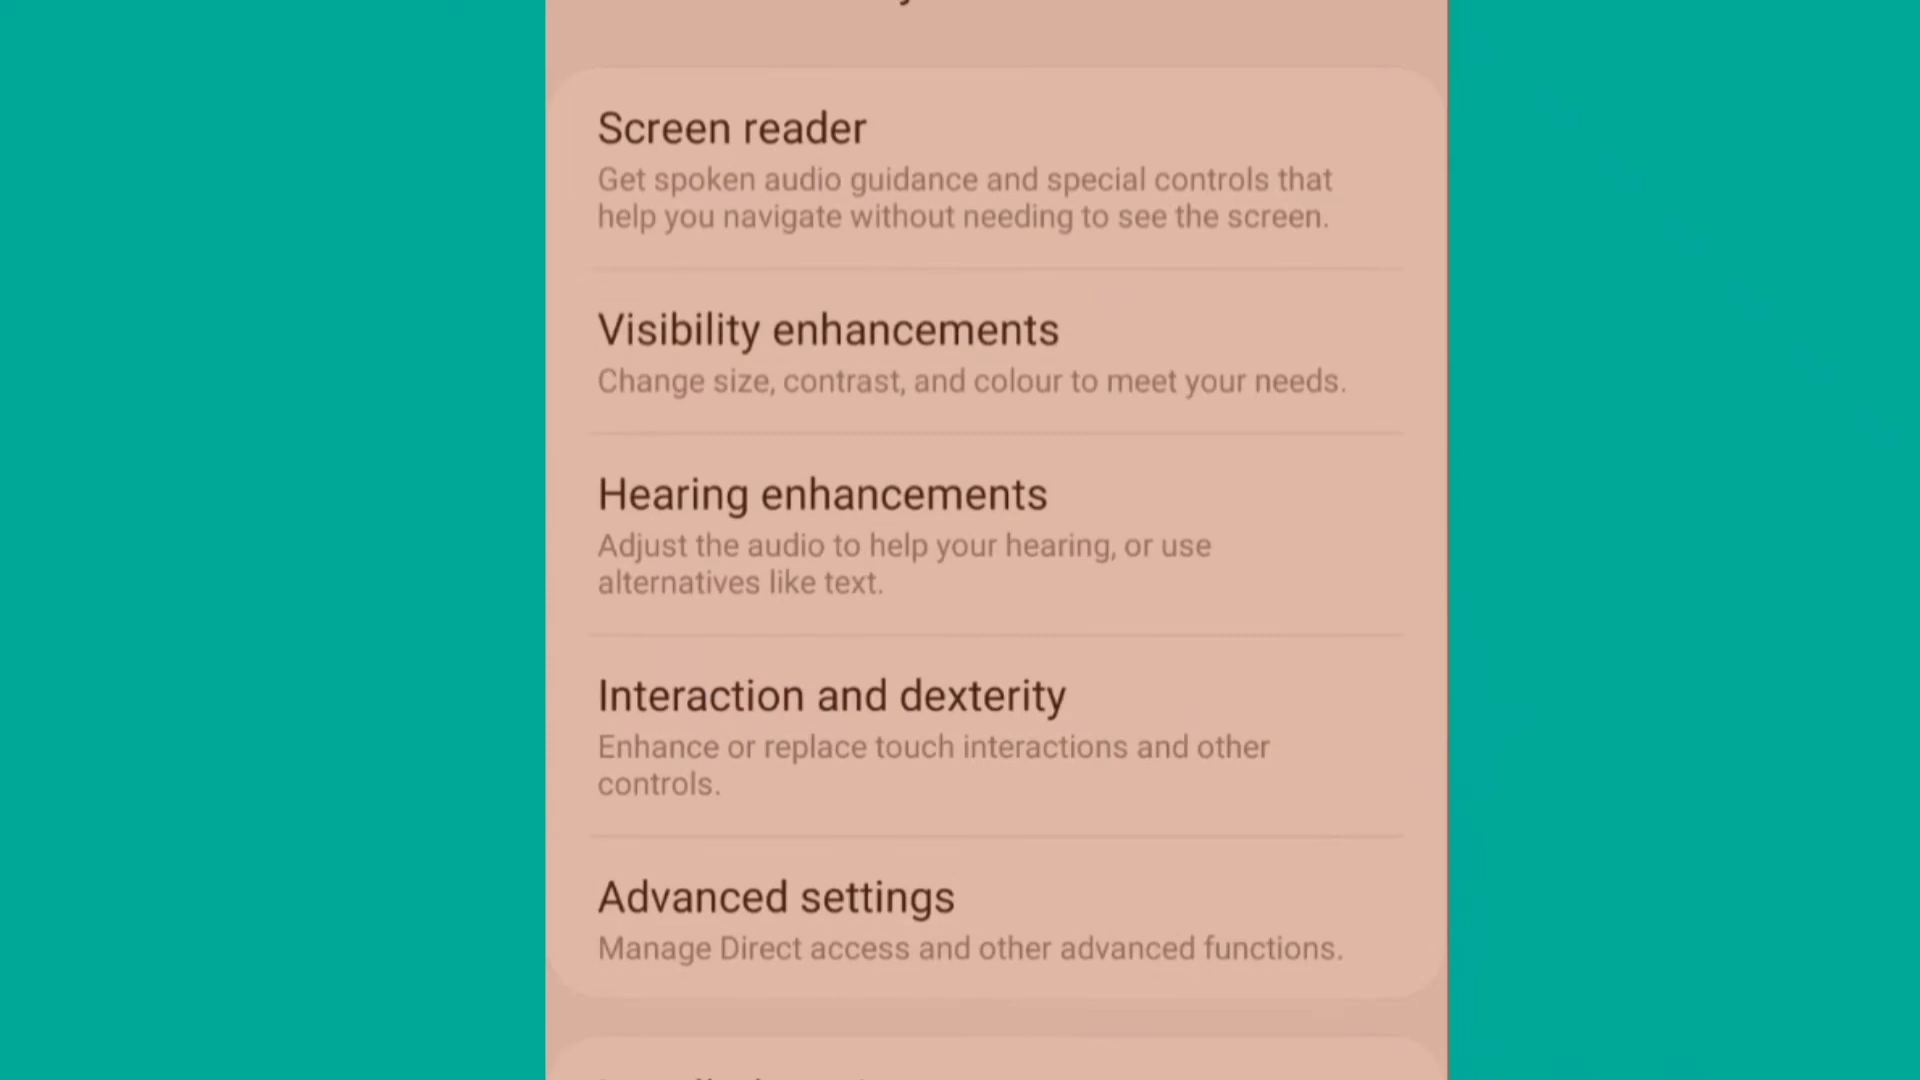 Screen reader
Get spoken audio guidance and special controls that
help you navigate without needing to see the screen.
Visibility enhancements
Change size, contrast, and colour to meet your needs.
Hearing enhancements
Adjust the audio to help your hearing, or use
alternatives like text.
Interaction and dexterity
Enhance or replace touch interactions and other
controls.
Advanced settings
Manage Direct access and other advanced functions.